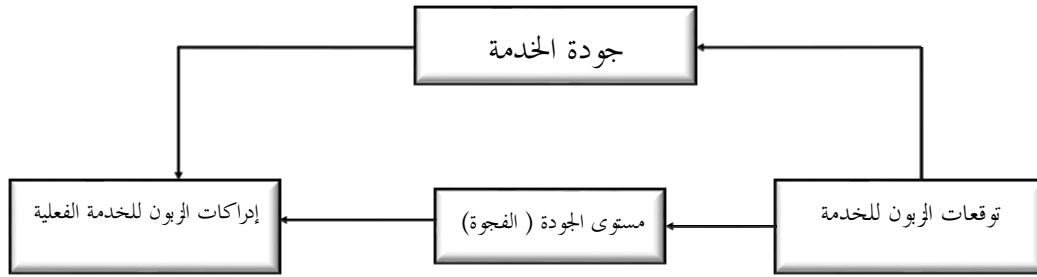 جودة الخدمة
توقعات الزبون للخدمة
مستوى الجودة ( الفجوة)
إدراكات الزبون للخدمة الفعلية